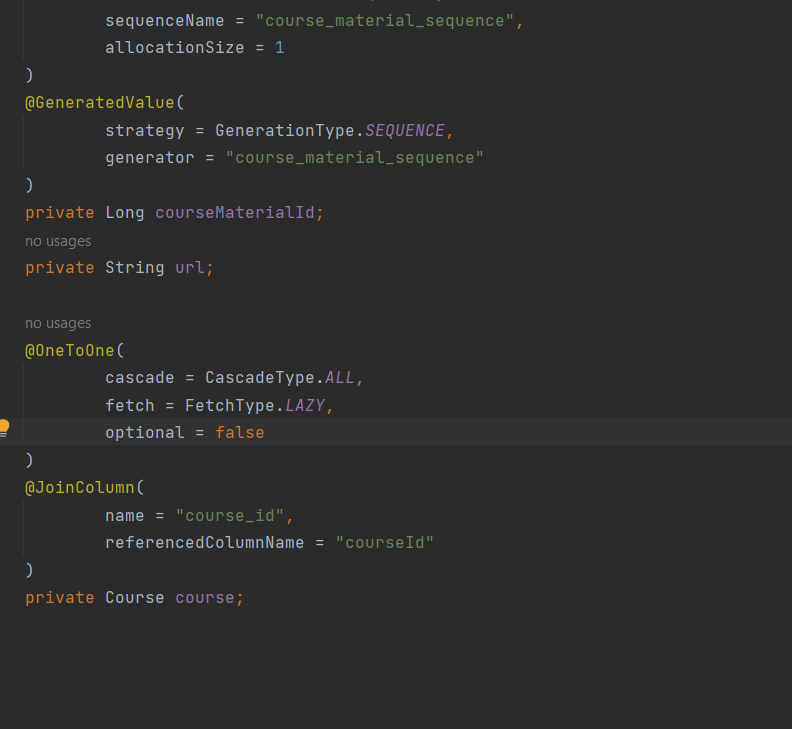 sequenceName = "course_material_sequence",
allocationSize = 1
)
@GeneratedValue(
strategy = GenerationType.SEQUENCE,
generator = "course_material_sequence"
)
private Long courseMaterialId;
no usages
private String url;
no usages
@OneToOne(
cascade = CascadeType.ALL,
fetch = FetchType.LAZY,
optional = false
)
@JoinColumn(
name = "course_id",
referencedColumnName = "courseId"
)
private Course course;